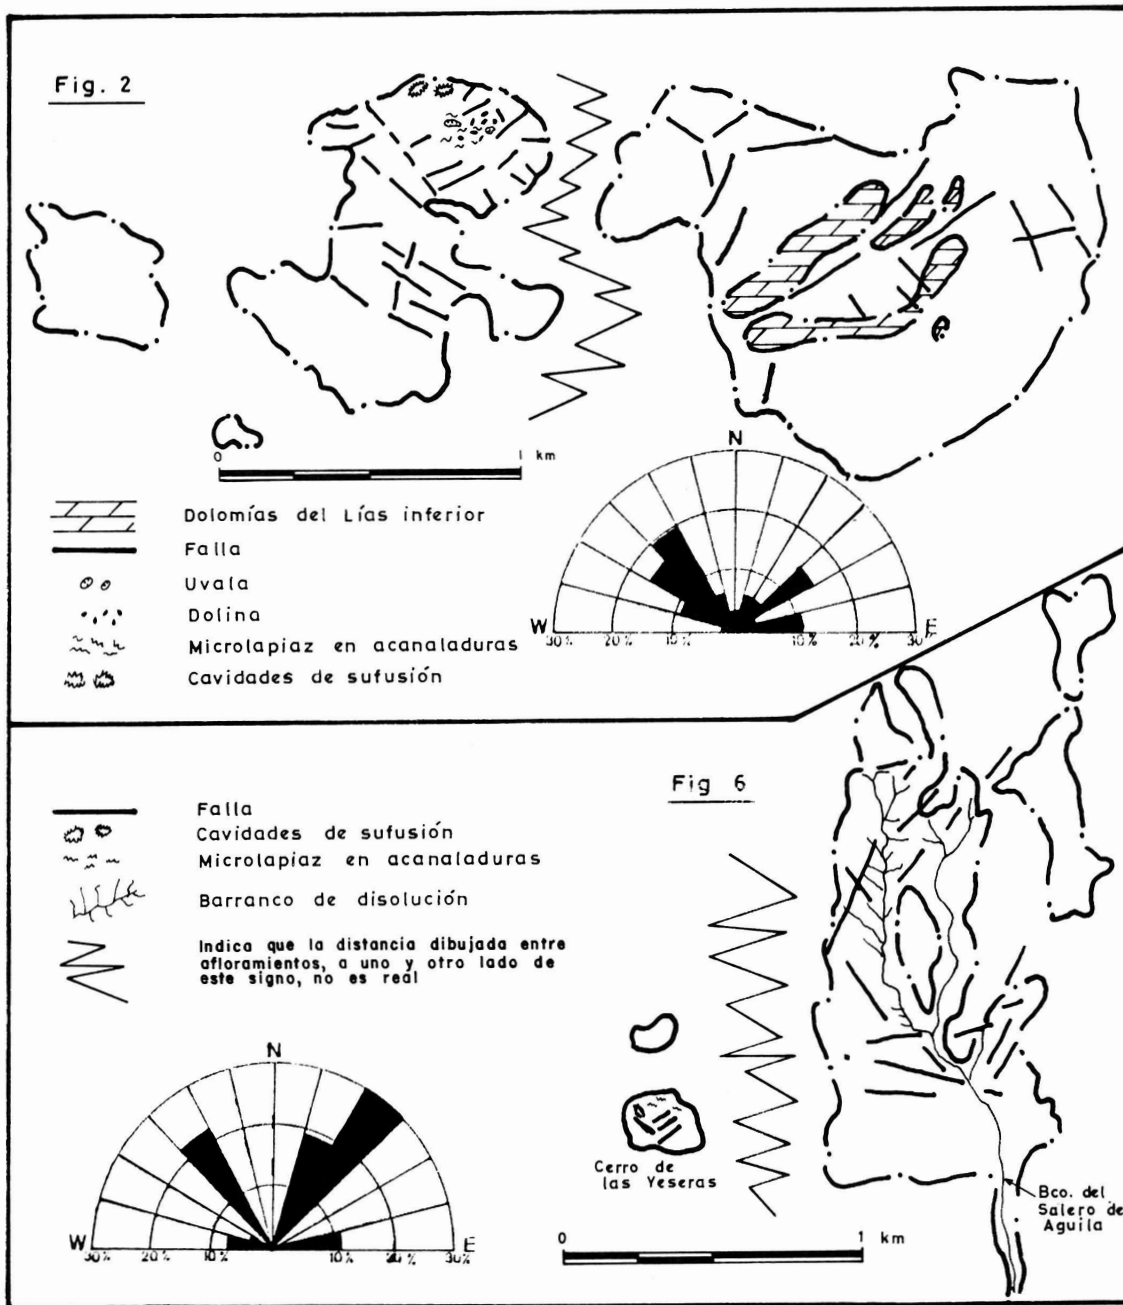 Fig. 2
0 1 km
N
W E
30% 20% 10% 10% 20% 30%
Dolomías del Lías inferior
Falla
Uvala
Dolina
Microlapiaz en acanaladuras
Cavidades de sufusión
Fig 6
Falla
Cavidades de sufusión
Microlapiaz en acanaladuras
Barranco de disolución
Indica que la distancia dibujada entre
afloramientos, a uno y otro lado de
este signo, no es real
N
W E
30% 20% 10% 10% 20% 30%
Cerro de
las Yeseras
Bco. del
Salero de
Aguila
0 1 km